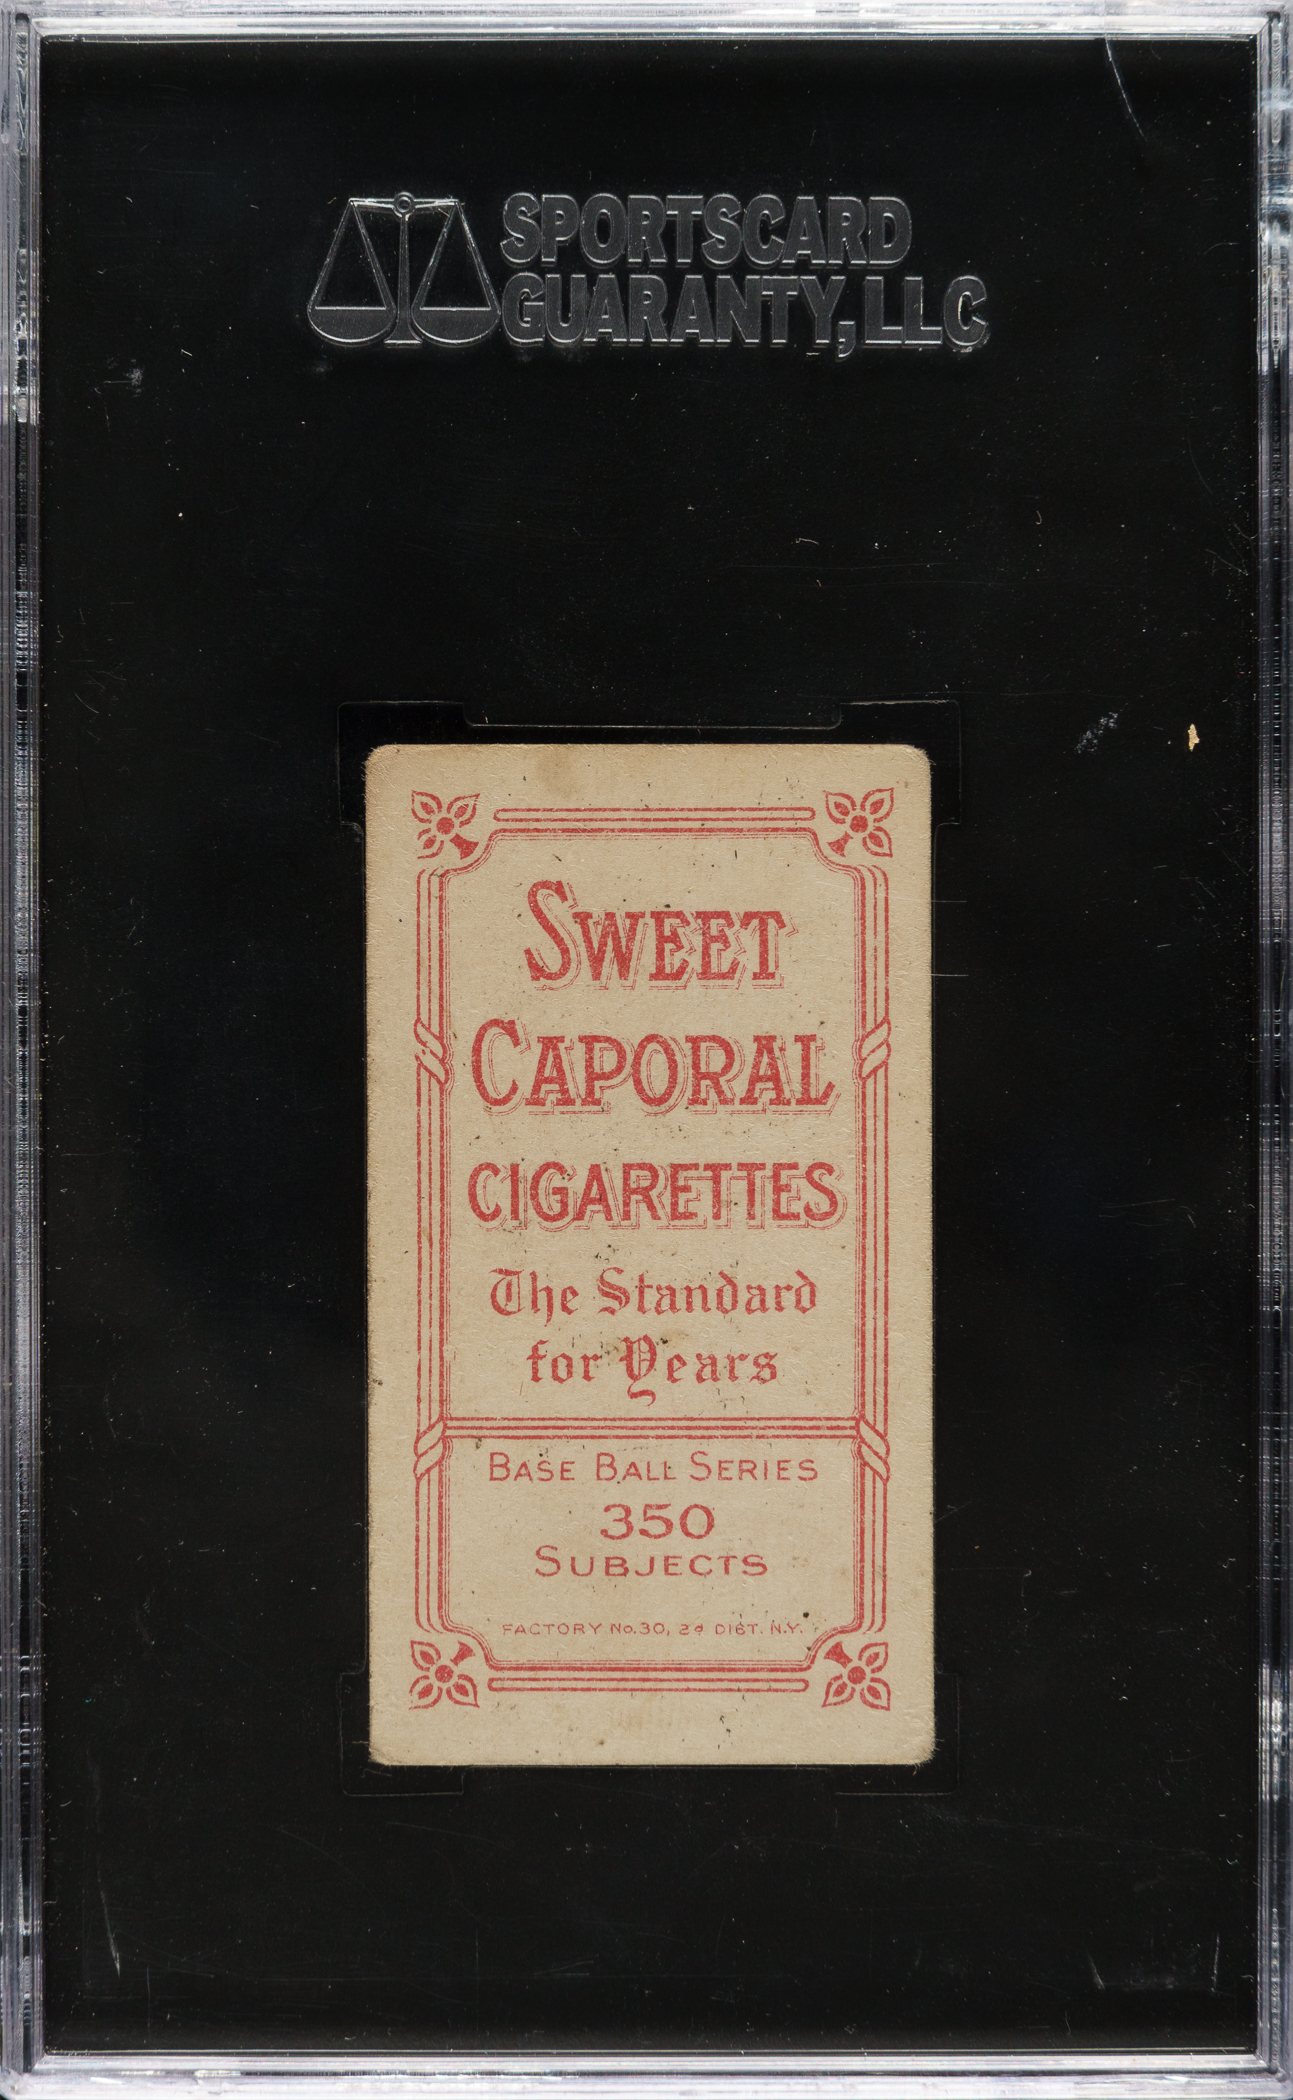 SPORTSCARD
GUARANTY, LLC
SWEET
CAPORAL
CIGARETTES
The Standard
for Years
BASE BALL SERIES
350
SUBJECTS
FACTORY No. 30, 2d DIST. N.Y.